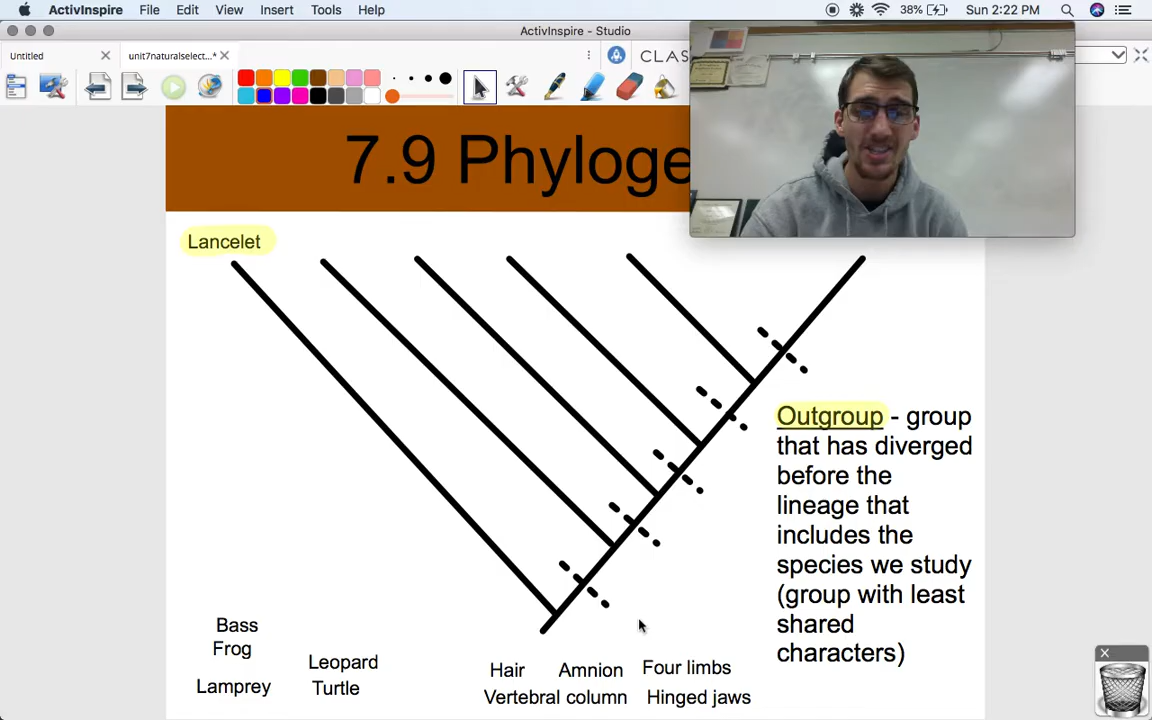 ActivInspire File Edit View Insert Tools Help 38% Sun 2:22 PM
ActivInspire - Studio
Untitled unit7naturalselect...* CLAS
7.9 Phyloge
Lancelet
Outgroup - group
that has diverged
before the
lineage that
includes the
species we study
(group with least
shared
characters)
Bass
Frog
Lamprey
Leopard
Turtle
Hair Amnion Four limbs
Vertebral column Hinged jaws